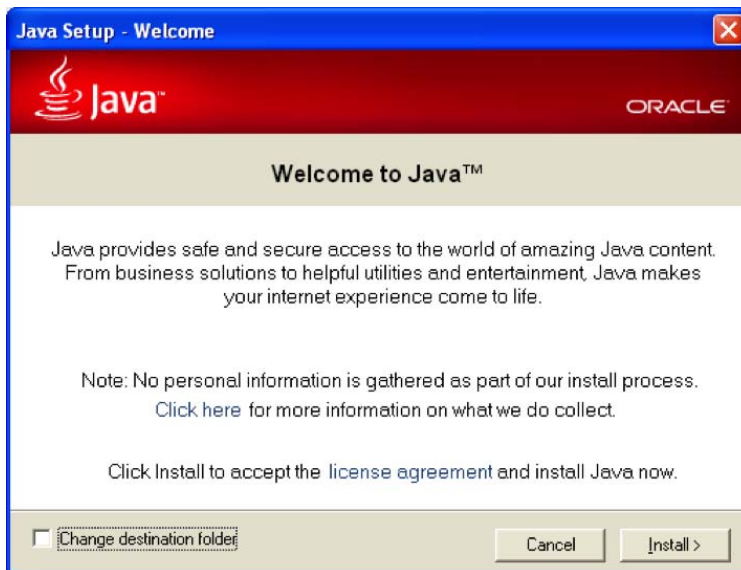 Java Setup - Welcome
Java™
ORACLE
Welcome to Java™
Java provides safe and secure access to the world of amazing Java content.
From business solutions to helpful utilities and entertainment, Java makes
your internet experience come to life.
Note: No personal information is gathered as part of our install process.
Click here for more information on what we do collect.
Click Install to accept the license agreement and install Java now.
Change destination folder
Cancel
Install >